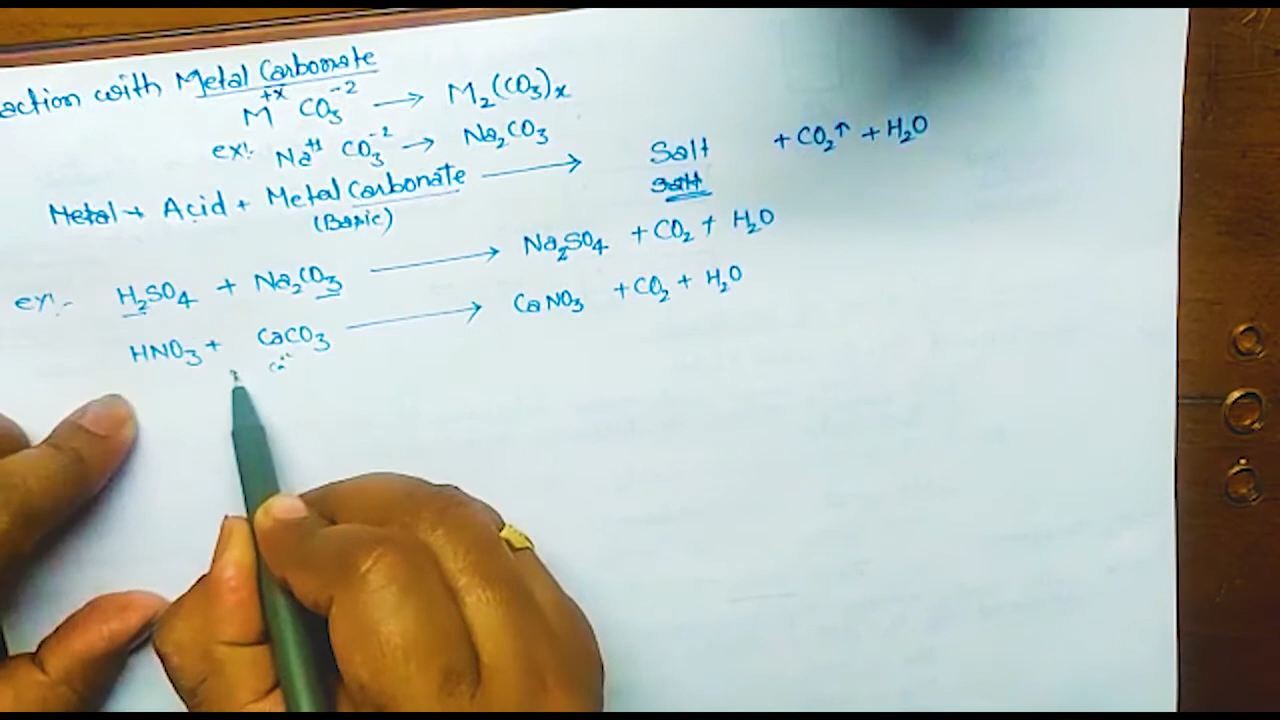 action with Metal Carbonate
M⁺ˣ CO₃⁻² → M₂(CO₃)ₓ
ex:- Na⁺¹ CO₃⁻² → Na₂CO₃
Metal + Acid + Metal Carbonate → Salt + CO₂↑ + H₂O
(Basic) Salt
ex:- H₂SO₄ + Na₂CO₃ → Na₂SO₄ + CO₂ + H₂O
HNO₃ + CaCO₃ → CaNO₃ + CO₂ + H₂O